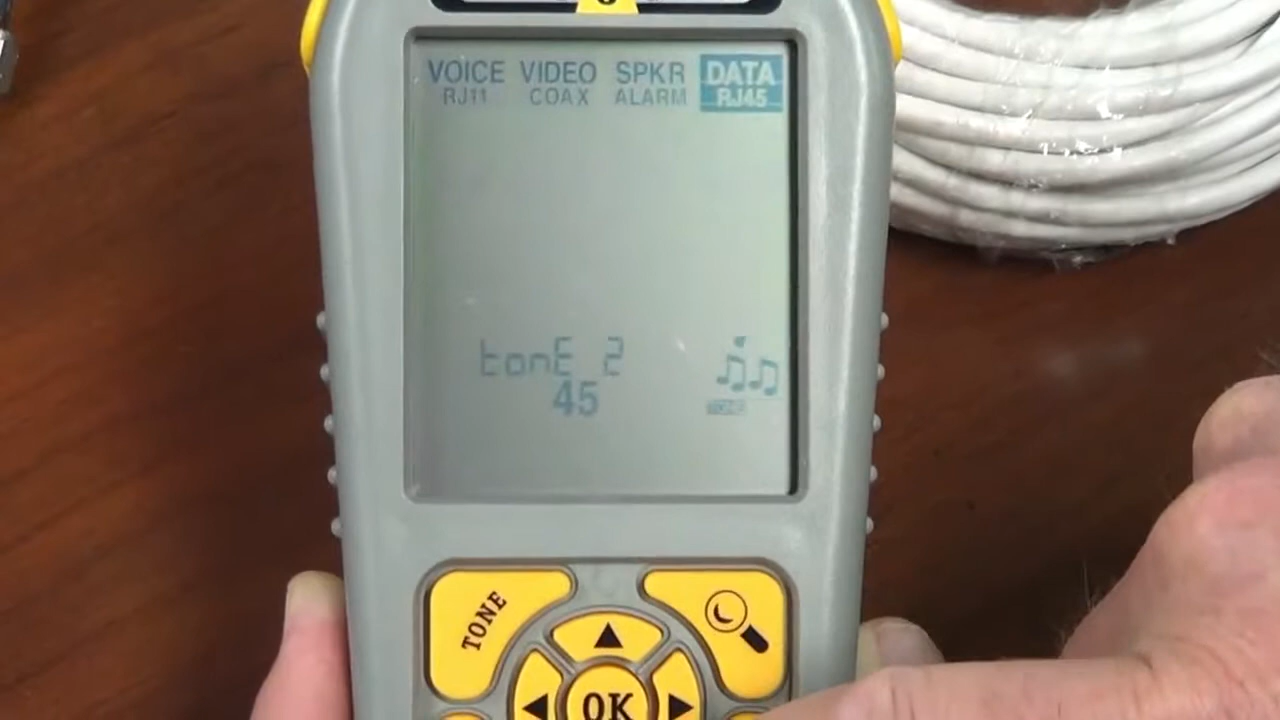 VOICE VIDEO SPKR DATA
RJ11 COAX ALARM RJ45
tonE 2
45
TONE
OK